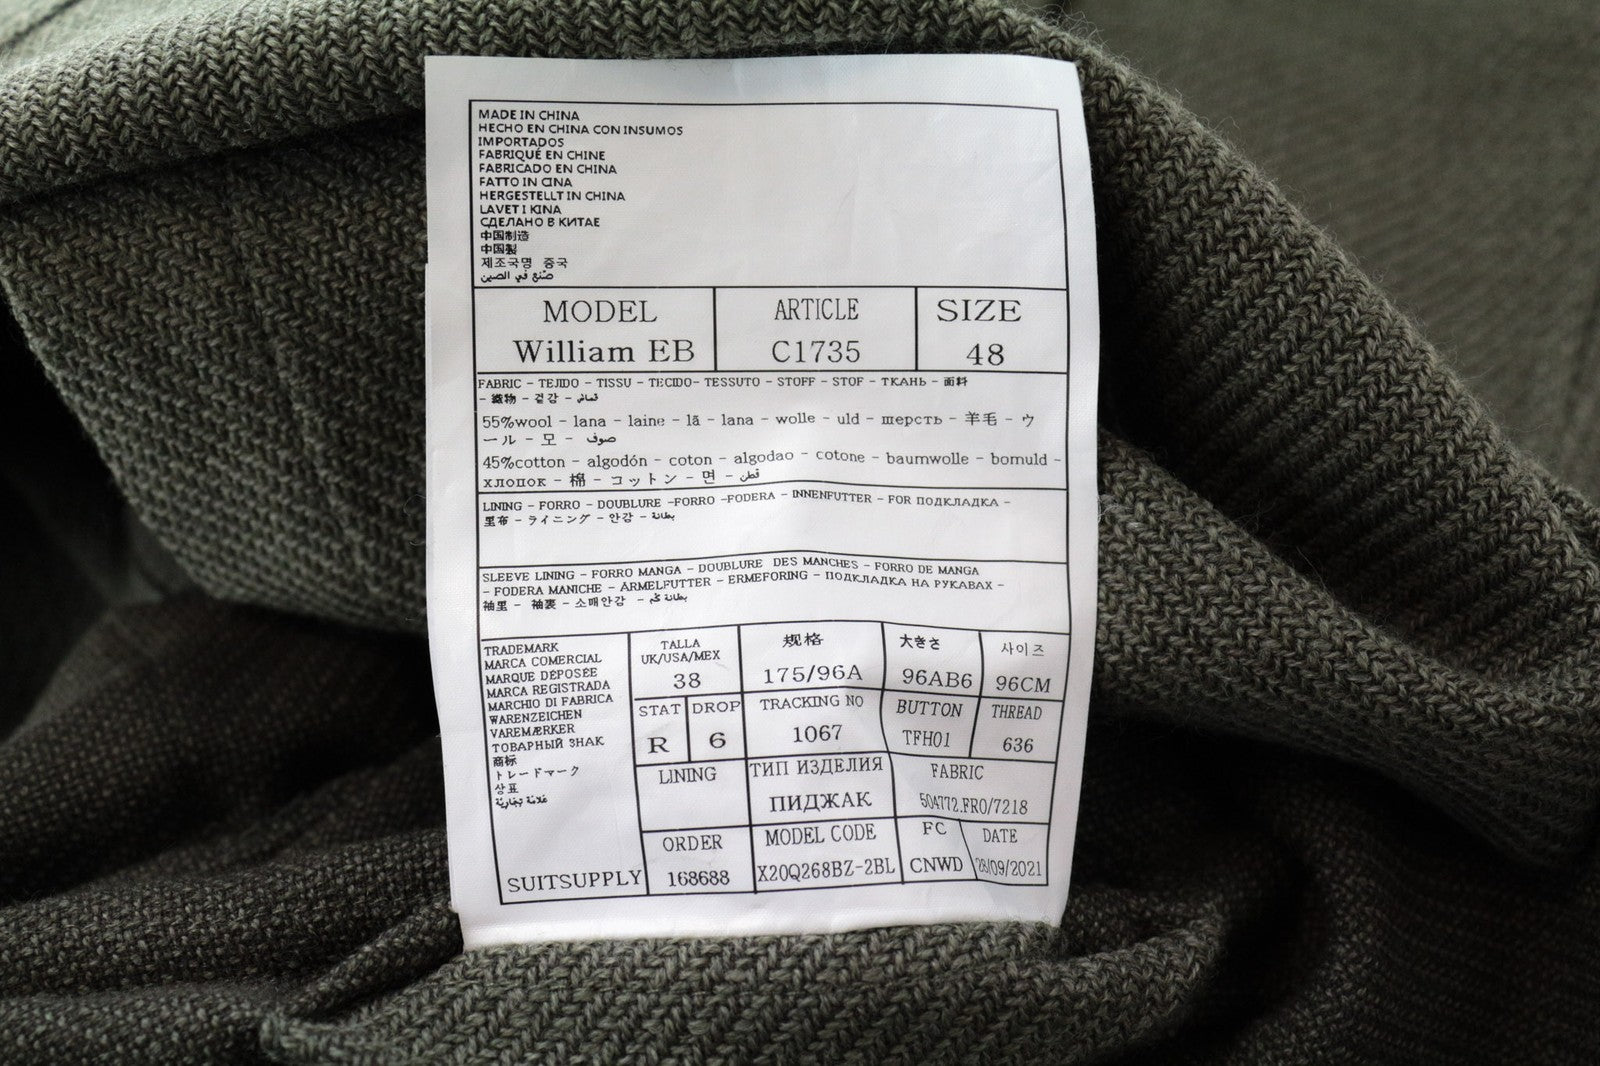 MADE IN CHINA
HECHO EN CHINA CON INSUMOS
IMPORTADOS
FABRIQUÉ EN CHINE
FABRICADO EN CHINA
FATTO IN CINA
HERGESTELLT IN CHINA
LAVET I KINA
СДЕЛАНО В КИТАЕ
中国制造
中国製
제조국명 중국
صنع في الصين
MODEL
William EB
ARTICLE
C1735
SIZE
48
FABRIC - TEJIDO - TISSU - TECIDO- TESSUTO - STOFF - STOF - ТКАНЬ - 面料
- 織物 - 겉감 - قماش
55%wool - lana - laine - lã - lana - wolle - uld - шерсть - 羊毛 - ウ
ール - 모 - صوف
45%cotton - algodón - coton - algodao - cotone - baumwolle - bomuld -
хлопок - 棉 - コットン - 면 - قطن
LINING - FORRO - DOUBLURE -FORRO -FODERA - INNENFUTTER - FOR ПОДКЛАДКА -
里布 - ライニング - 안감 - بطانة
SLEEVE LINING - FORRO MANGA - DOUBLURE DES MANCHES - FORRO DE MANGA
- FODERA MANICHE - ÄRMELFUTTER - ERMEFORING - ПОДКЛАДКА НА РУКАВАХ -
袖里 - 袖裏 - 소매안감 - بطانة كم
TRADEMARK
MARCA COMERCIAL
MARQUE DÉPOSÉE
MARCA REGISTRADA
MARCHIO DI FABRICA
WARENZEICHEN
VAREMÆRKER
ТОВАРНЫЙ ЗНАК
商标
トレードマーク
상표
علامة تجارية
SUITSUPPLY
TALLA
UK/USA/MEX
38
规格
175/96A
大きさ
96AB6
사이즈
96CM
STAT
R
DROP
6
TRACKING NO
1067
BUTTON
TFH01
THREAD
636
LINING
ТИП ИЗДЕЛИЯ
ПИДЖАК
FABRIC
504772.FRO/7218
ORDER
168688
MODEL CODE
X20Q268BZ-2BL
FC
CNWD
DATE
28/09/2021